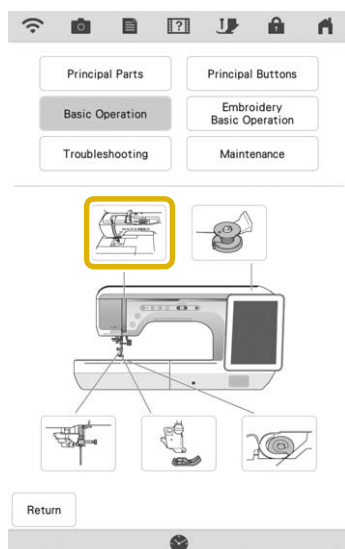 Principal Parts
Principal Buttons
Basic Operation
Embroidery
Basic Operation
Troubleshooting
Maintenance
Return